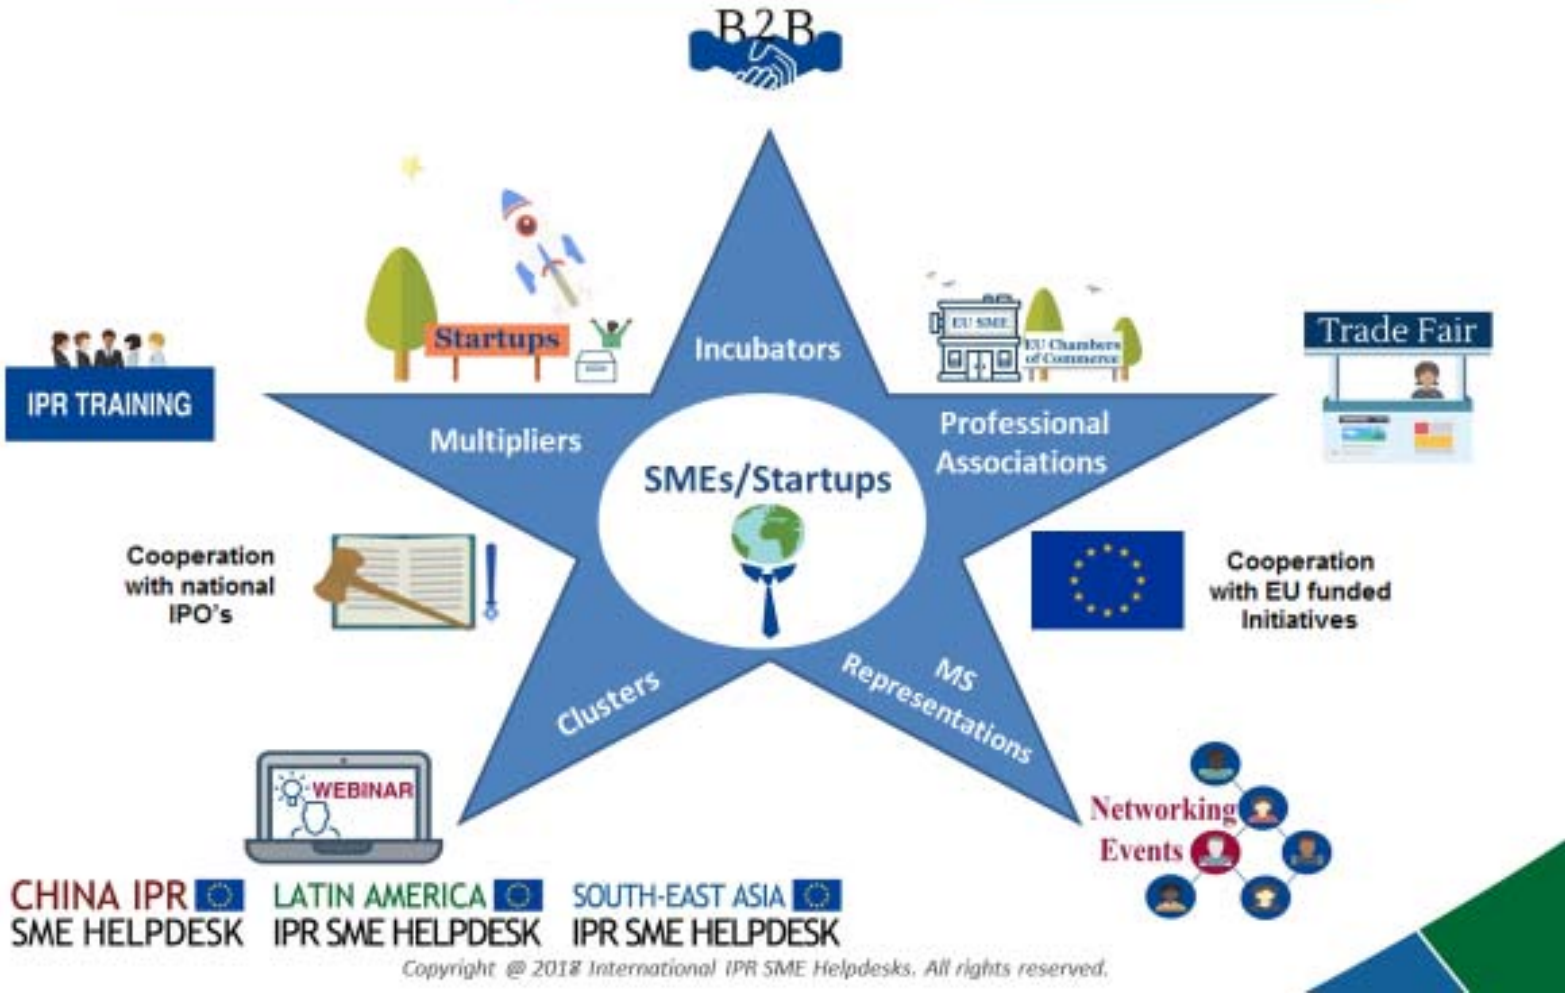 B2B
Startups
EU SME
EU Chambers
of Commerce
Trade Fair
IPR TRAINING
Incubators
Multipliers
Professional
Associations
SMEs/Startups
Cooperation
with national
IPO's
Cooperation
with EU funded
Initiatives
Clusters
MS
Representations
WEBINAR
Networking
Events
CHINA IPR
SME HELPDESK
LATIN AMERICA
IPR SME HELPDESK
SOUTH-EAST ASIA
IPR SME HELPDESK
Copyright @ 2018 International IPR SME Helpdesks. All rights reserved.